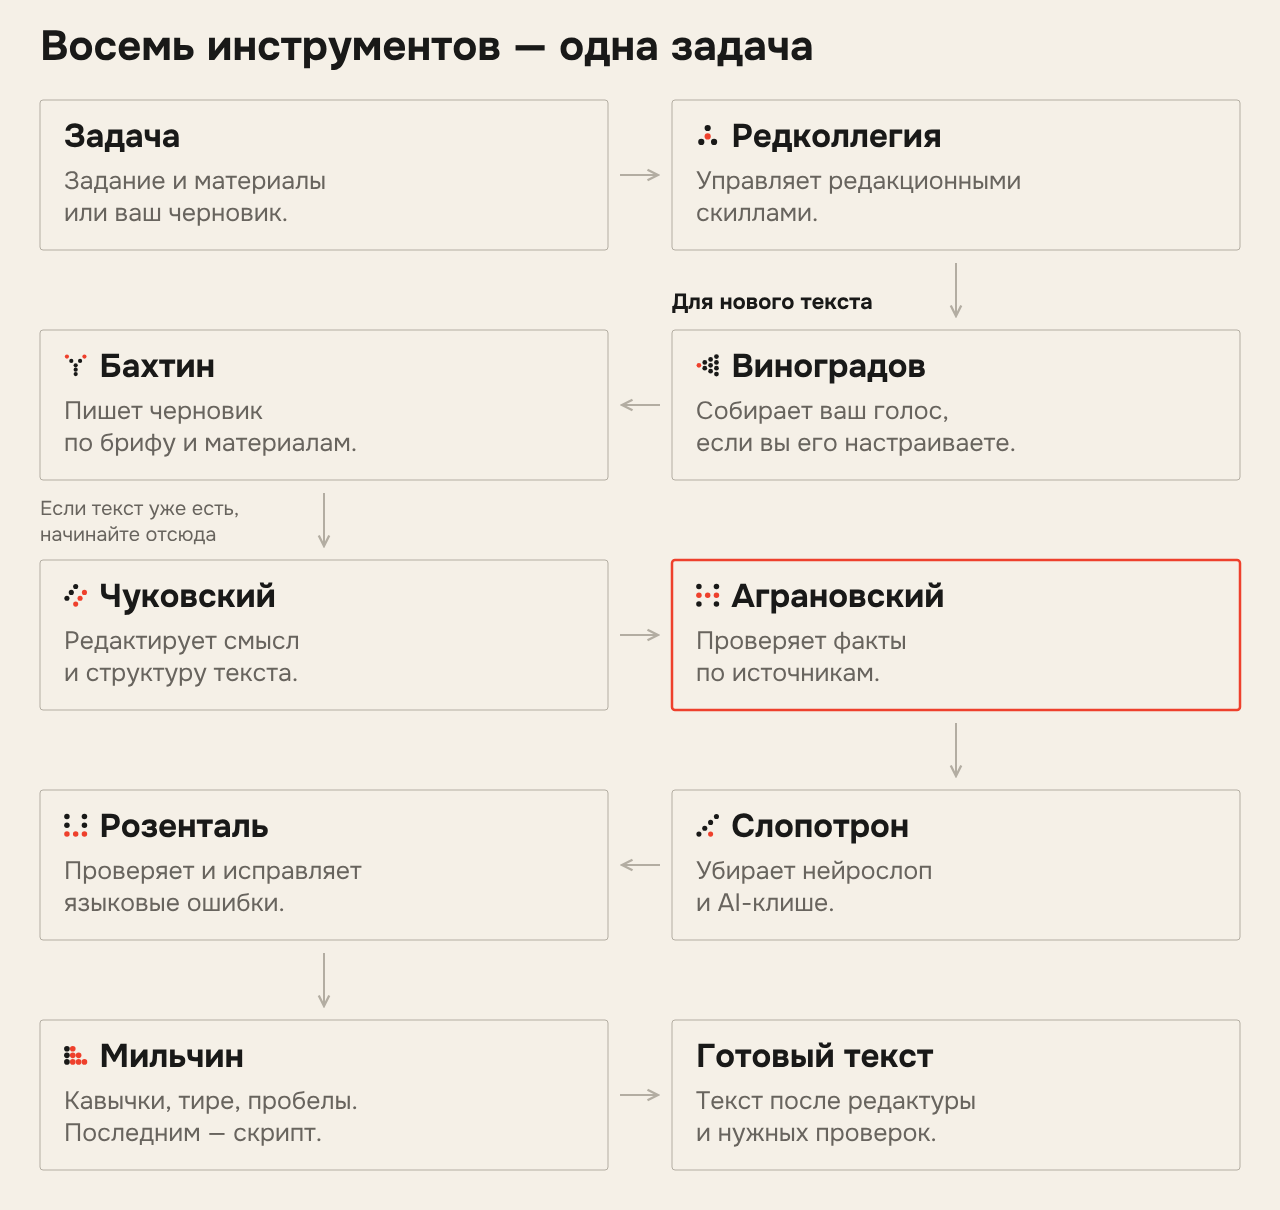 Восемь инструментов — одна задача
Задача
Задание и материалы
или ваш черновик.
Редколлегия
Управляет редакционными
скиллами.
Для нового текста
Виноградов
Собирает ваш голос,
если вы его настраиваете.
Бахтин
Пишет черновик
по брифу и материалам.
Если текст уже есть,
начинайте отсюда
Чуковский
Редактирует смысл
и структуру текста.
Аграновский
Проверяет факты
по источникам.
Слопотрон
Убирает нейрослоп
и AI-клише.
Розенталь
Проверяет и исправляет
языковые ошибки.
Мильчин
Кавычки, тире, пробелы.
Последним — скрипт.
Готовый текст
Текст после редактуры
и нужных проверок.